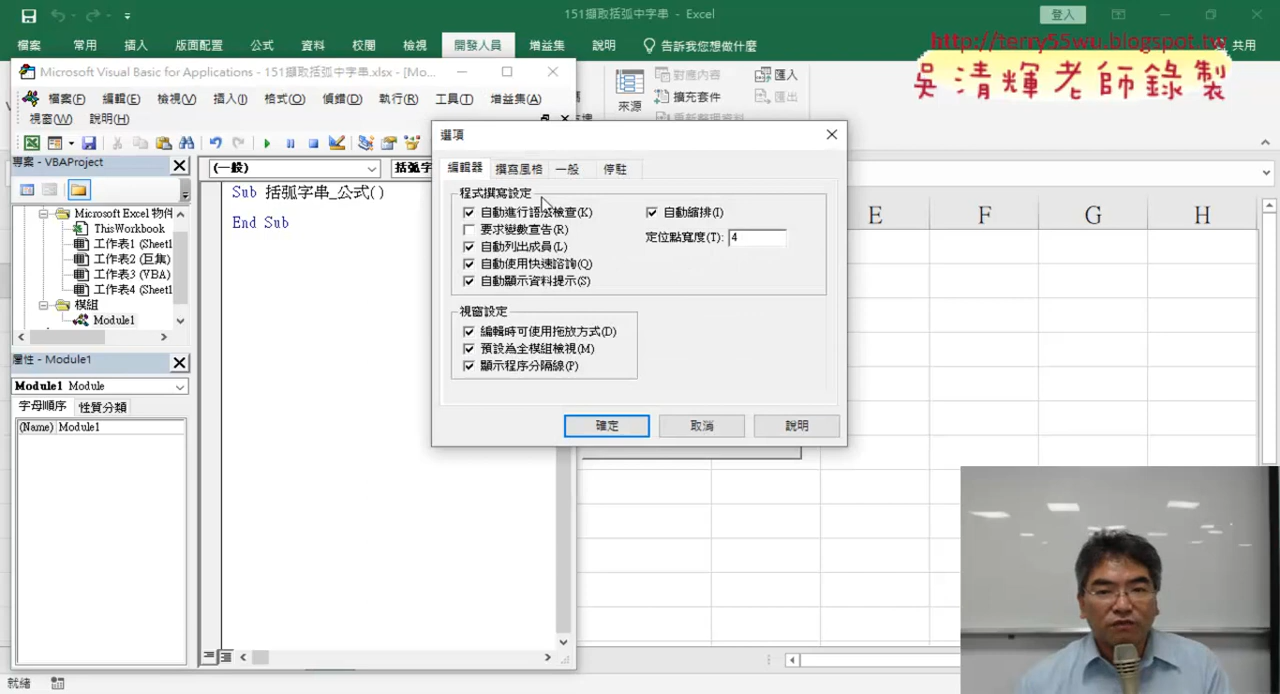 151擷取括弧中字串 - Excel
登入
檔案 常用 插入 版面配置 公式 資料 校閱 檢視 開發人員 增益集 說明 告訴我您想做什麼 共用
http://terry55wu.blogspot.tw
吳清輝老師錄製
Microsoft Visual Basic for Applications - 151擷取括弧中字串.xlsx - [Mo...
檔案(F) 編輯(E) 檢視(V) 插入(I) 格式(O) 偵錯(D) 執行(R) 工具(T) 增益集(A)
視窗(W) 說明(H)
來源
對應內容
擴充套件
重新整理資料
匯入
匯出
專案 - VBAProject
Microsoft Excel 物件
ThisWorkbook
工作表1 (Sheet1
工作表2 (巨集)
工作表3 (VBA)
工作表4 (Sheet1
模組
Module1
屬性 - Module1
Module1 Module
字母順序 性質分類
(Name) Module1
(一般)
括弧字
Sub 括弧字串_公式()
End Sub
選項
編輯器 撰寫風格 一般 停駐
程式撰寫設定
自動進行語法檢查(K)
要求變數宣告(R)
自動列出成員(L)
自動使用快速諮詢(Q)
自動顯示資料提示(S)
自動縮排(I)
定位點寬度(T): 4
視窗設定
編輯時可使用拖放方式(D)
預設為全模組檢視(M)
顯示程序分隔線(P)
確定 取消 說明
E F G H
就緒